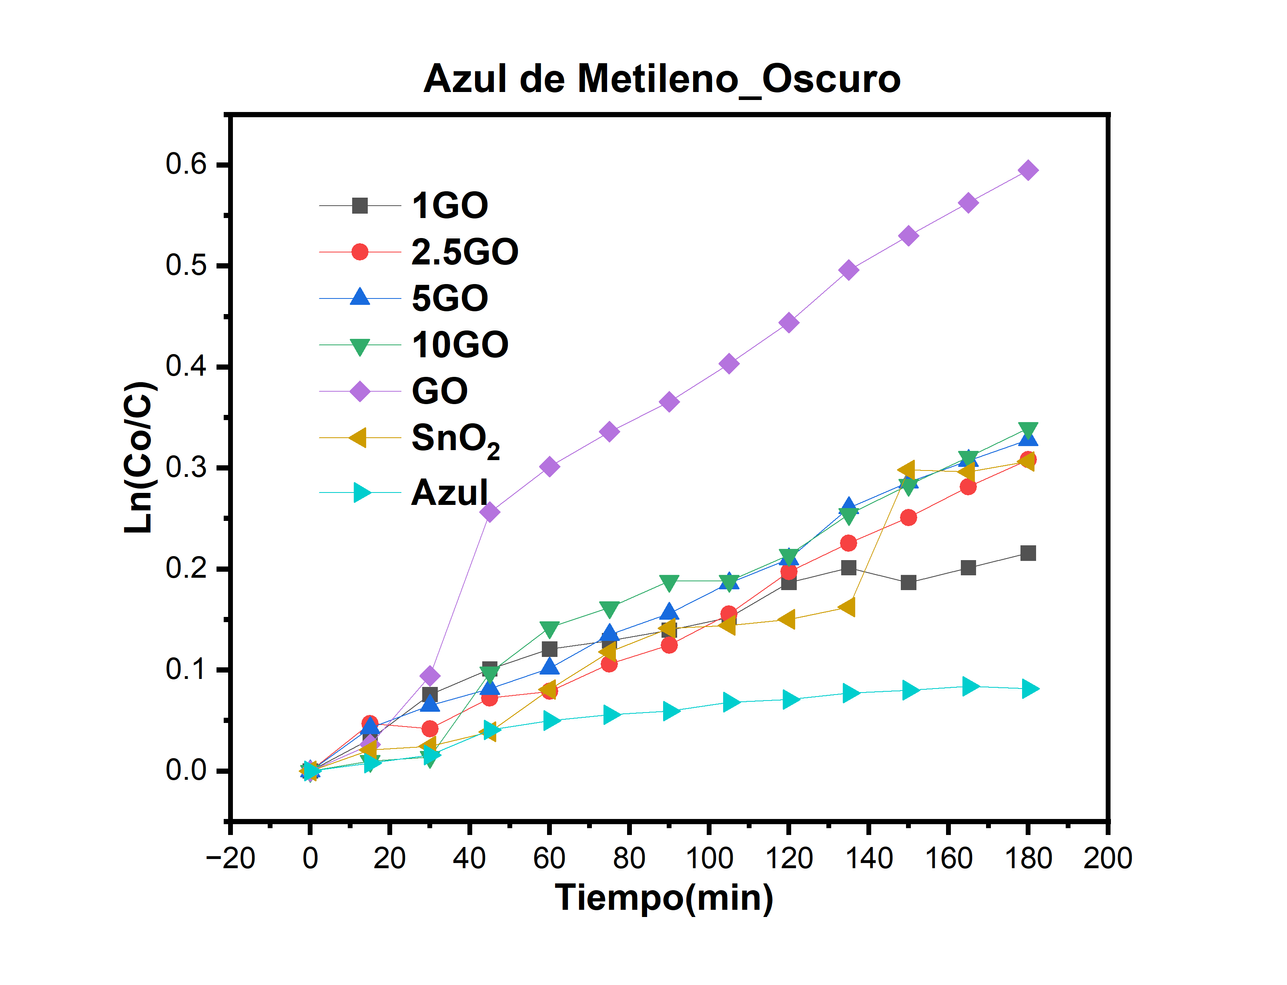 Azul de Metileno_Oscuro
Ln(Co/C)
0.6
0.5
0.4
0.3
0.2
0.1
0.0
1GO
2.5GO
5GO
10GO
GO
SnO₂
Azul
−20 0 20 40 60 80 100 120 140 160 180 200
Tiempo(min)